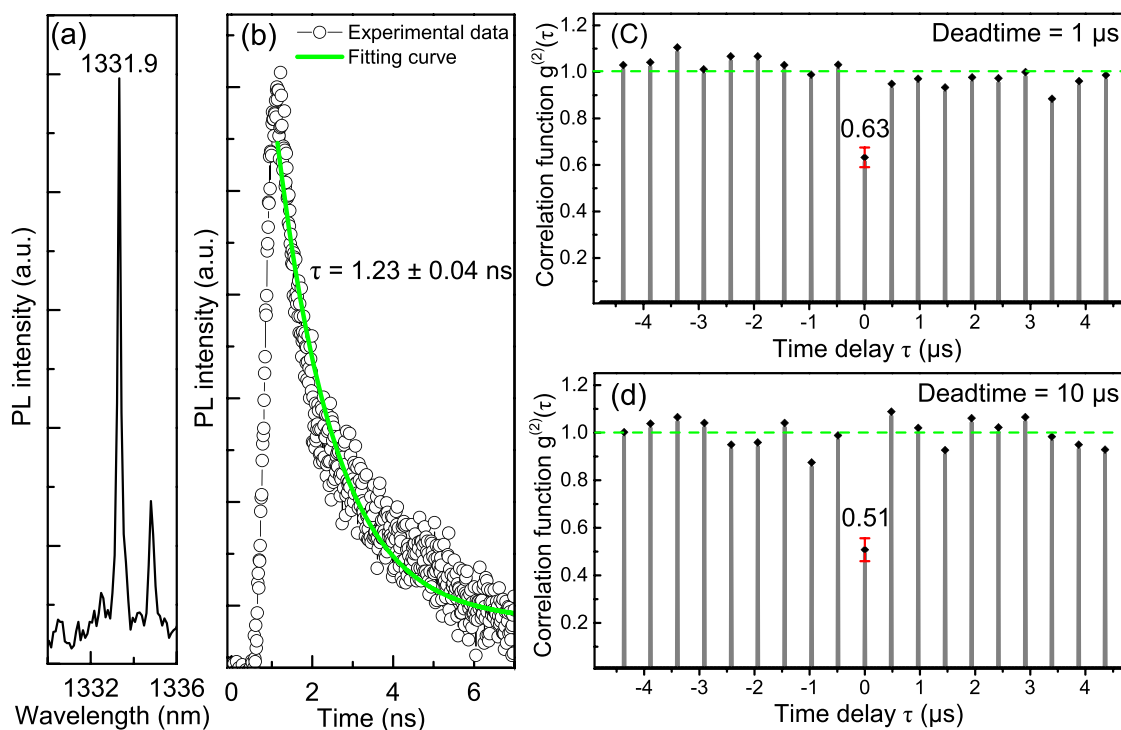 (a)
1331.9
PL intensity (a.u.)
1332 1336
Wavelength (nm)
(b)
Experimental data
Fitting curve
τ = 1.23 ± 0.04 ns
PL intensity (a.u.)
0 2 4 6
Time (ns)
(C)
Deadtime = 1 µs
0.63
Correlation function g(2)(τ)
1.2
1.0
0.8
0.6
0.4
0.2
-4 -3 -2 -1 0 1 2 3 4
Time delay τ (µs)
(d)
Deadtime = 10 µs
0.51
Correlation function g(2)(τ)
1.2
1.0
0.8
0.6
0.4
0.2
-4 -3 -2 -1 0 1 2 3 4
Time delay τ (µs)